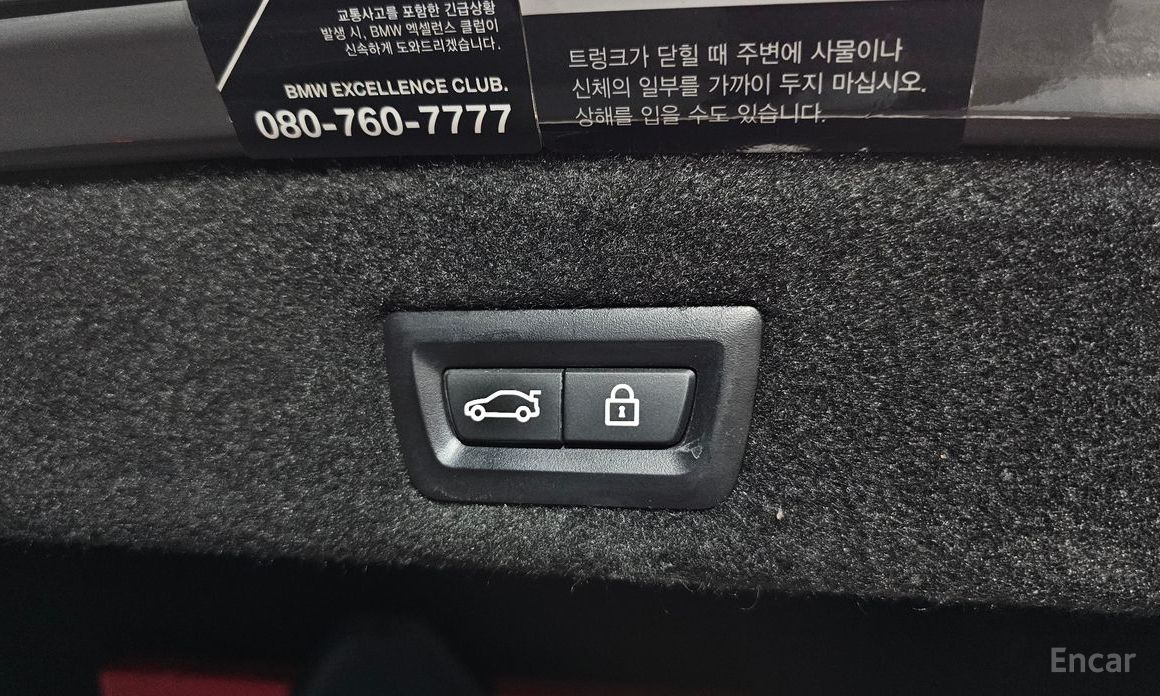 교통사고를 포함한 긴급상황
발생 시, BMW 엑셀런스 클럽이
신속하게 도와드리겠습니다.
BMW EXCELLENCE CLUB.
080-760-7777
트렁크가 닫힐 때 주변에 사물이나
신체의 일부를 가까이 두지 마십시오.
상해를 입을 수도 있습니다.
Encar